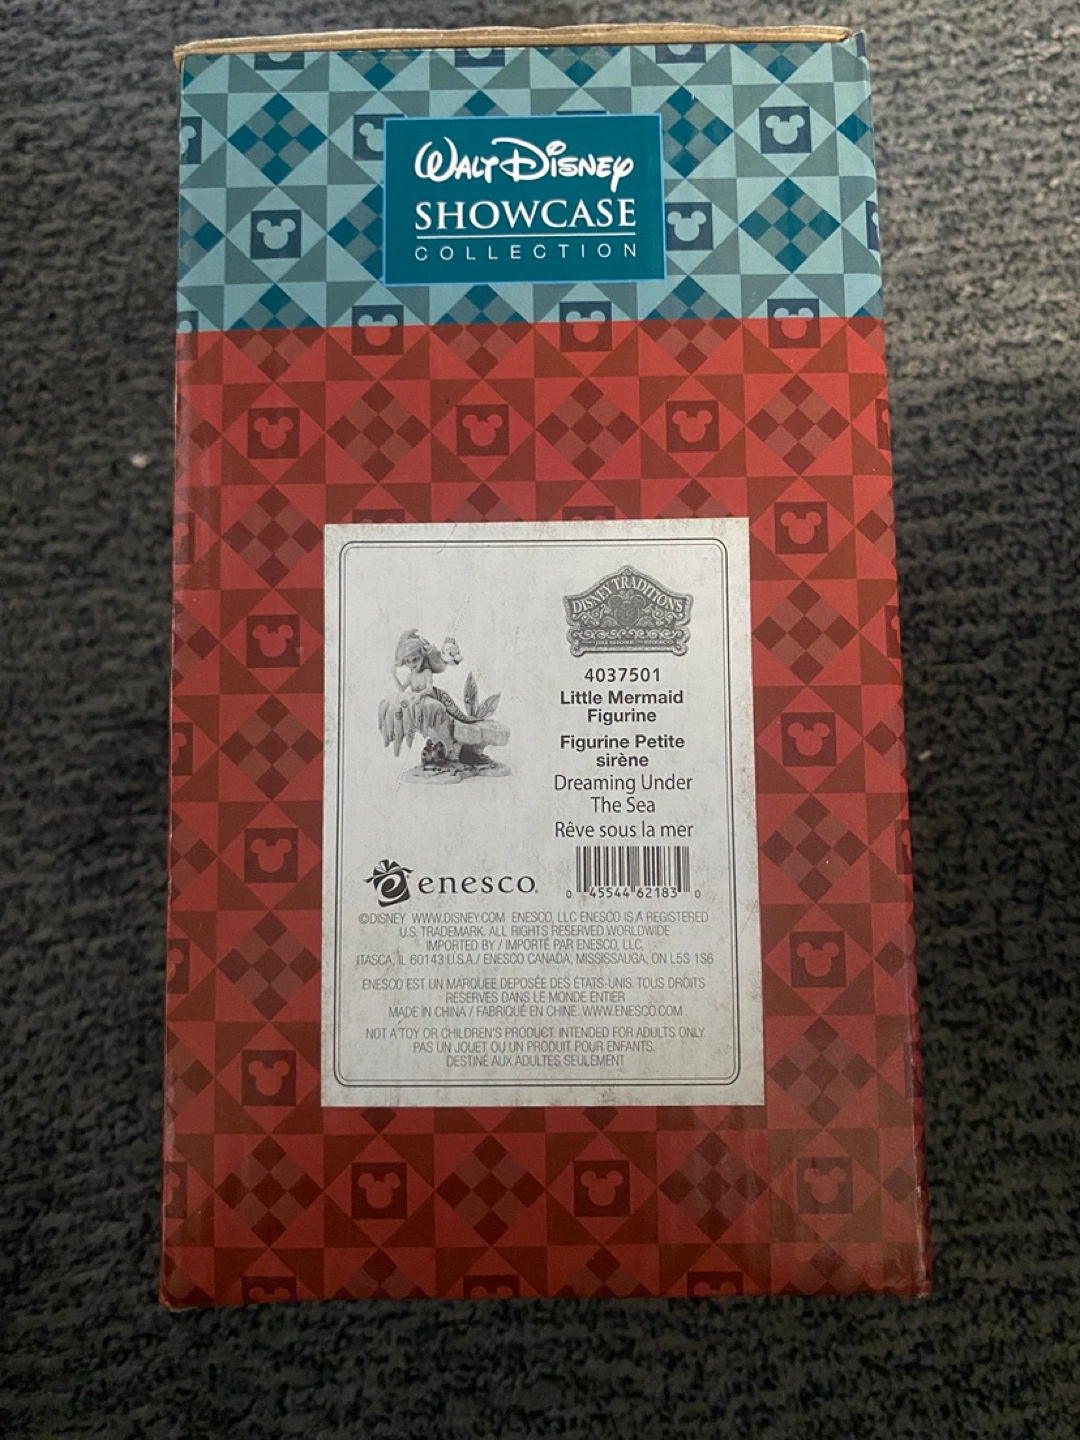 WALT DISNEY
SHOWCASE
COLLECTION
DISNEY TRADITIONS
JIM SHORE ENESCO
4037501
Little Mermaid
Figurine
Figurine Petite
sirène
Dreaming Under
The Sea
Rêve sous la mer
enesco.
0 45544 62183 0
©DISNEY WWW.DISNEY.COM ENESCO, LLC ENESCO IS A REGISTERED
U.S. TRADEMARK. ALL RIGHTS RESERVED WORLDWIDE
IMPORTED BY / IMPORTÉ PAR ENESCO, LLC,
ITASCA, IL 60143 U.S.A./ ENESCO CANADA, MISSISSAUGA, ON L5S 1S6
ENESCO EST UN MARQUEE DEPOSÉE DES ÉTATS-UNIS. TOUS DROITS
RESERVES DANS LE MONDE ENTIER
MADE IN CHINA / FABRIQUÉ EN CHINE. WWW.ENESCO.COM
NOT A TOY OR CHILDREN'S PRODUCT. INTENDED FOR ADULTS ONLY.
PAS UN JOUET OU UN PRODUIT POUR ENFANTS.
DESTINÉ AUX ADULTES SEULEMENT